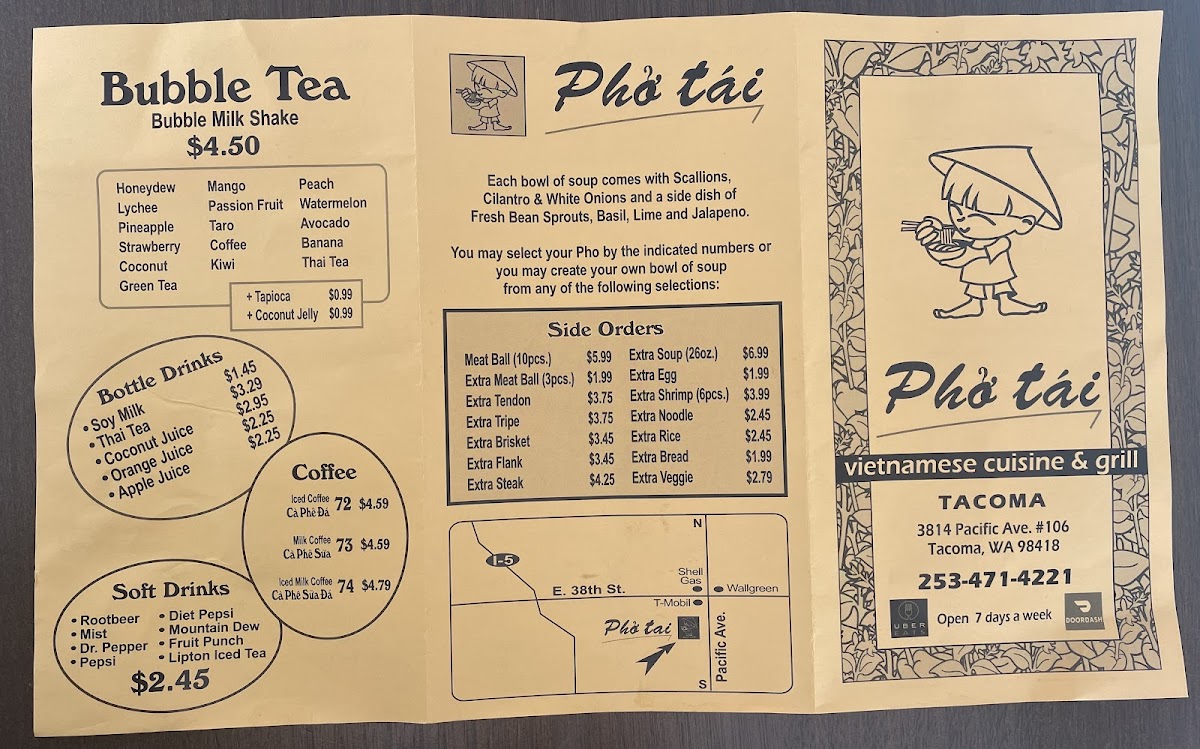 Bubble Tea
Bubble Milk Shake
$4.50
Honeydew Mango Peach
Lychee Passion Fruit Watermelon
Pineapple Taro Avocado
Strawberry Coffee Banana
Coconut Kiwi Thai Tea
Green Tea
+ Tapioca $0.99
+ Coconut Jelly $0.99
Bottle Drinks
• Soy Milk $1.45
• Thai Tea $3.29
• Coconut Juice $2.95
• Orange Juice $2.25
• Apple Juice $2.25
Coffee
Iced Coffee
Cà Phê Đá 72 $4.59
Milk Coffee
Cà Phê Sữa 73 $4.59
Iced Milk Coffee
Cà Phê Sữa Đá 74 $4.79
Soft Drinks
• Rootbeer • Diet Pepsi
• Mist • Mountain Dew
• Dr. Pepper • Fruit Punch
• Pepsi • Lipton Iced Tea
$2.45
Phở tái
Each bowl of soup comes with Scallions,
Cilantro & White Onions and a side dish of
Fresh Bean Sprouts, Basil, Lime and Jalapeno.
You may select your Pho by the indicated numbers or
you may create your own bowl of soup
from any of the following selections:
Side Orders
Meat Ball (10pcs.) $5.99 Extra Soup (26oz.) $6.99
Extra Meat Ball (3pcs.) $1.99 Extra Egg $1.99
Extra Tendon $3.75 Extra Shrimp (6pcs.) $3.99
Extra Tripe $3.75 Extra Noodle $2.45
Extra Brisket $3.45 Extra Rice $2.45
Extra Flank $3.45 Extra Bread $1.99
Extra Steak $4.25 Extra Veggie $2.79
N
I-5
Shell
Gas
E. 38th St.
Wallgreen
T-Mobil
Phở tái
Pacific Ave.
S
Phở tái
vietnamese cuisine & grill
TACOMA
3814 Pacific Ave. #106
Tacoma, WA 98418
253-471-4221
UBER
EATS
Open 7 days a week
DOORDASH